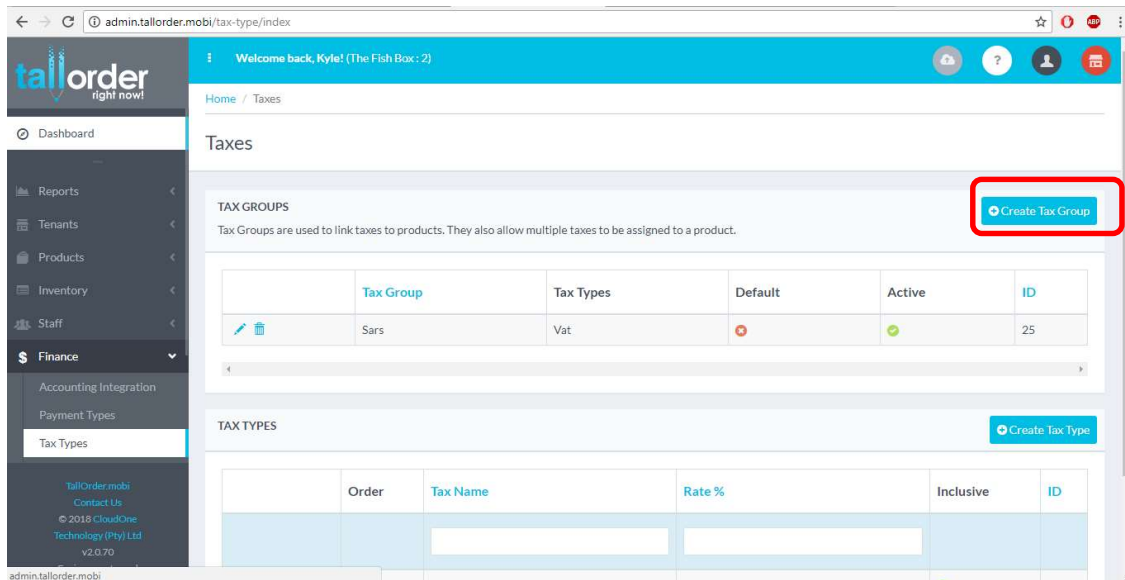 admin.tallorder.mobi/tax-type/index
ABP
tallorder
right now!
Welcome back, Kyle! (The Fish Box : 2)
?
Home / Taxes
Dashboard
Taxes
Reports
Tenants
Products
Inventory
Staff
$ Finance
Accounting Integration
Payment Types
Tax Types
TallOrder.mobi
Contact Us
© 2018 CloudOne
Technology (Pty) Ltd
v2.0.70
admin.tallorder.mobi
TAX GROUPS
Create Tax Group
Tax Groups are used to link taxes to products. They also allow multiple taxes to be assigned to a product.
Tax Group Tax Types Default Active ID
Sars Vat 25
TAX TYPES
Create Tax Type
Order Tax Name Rate % Inclusive ID